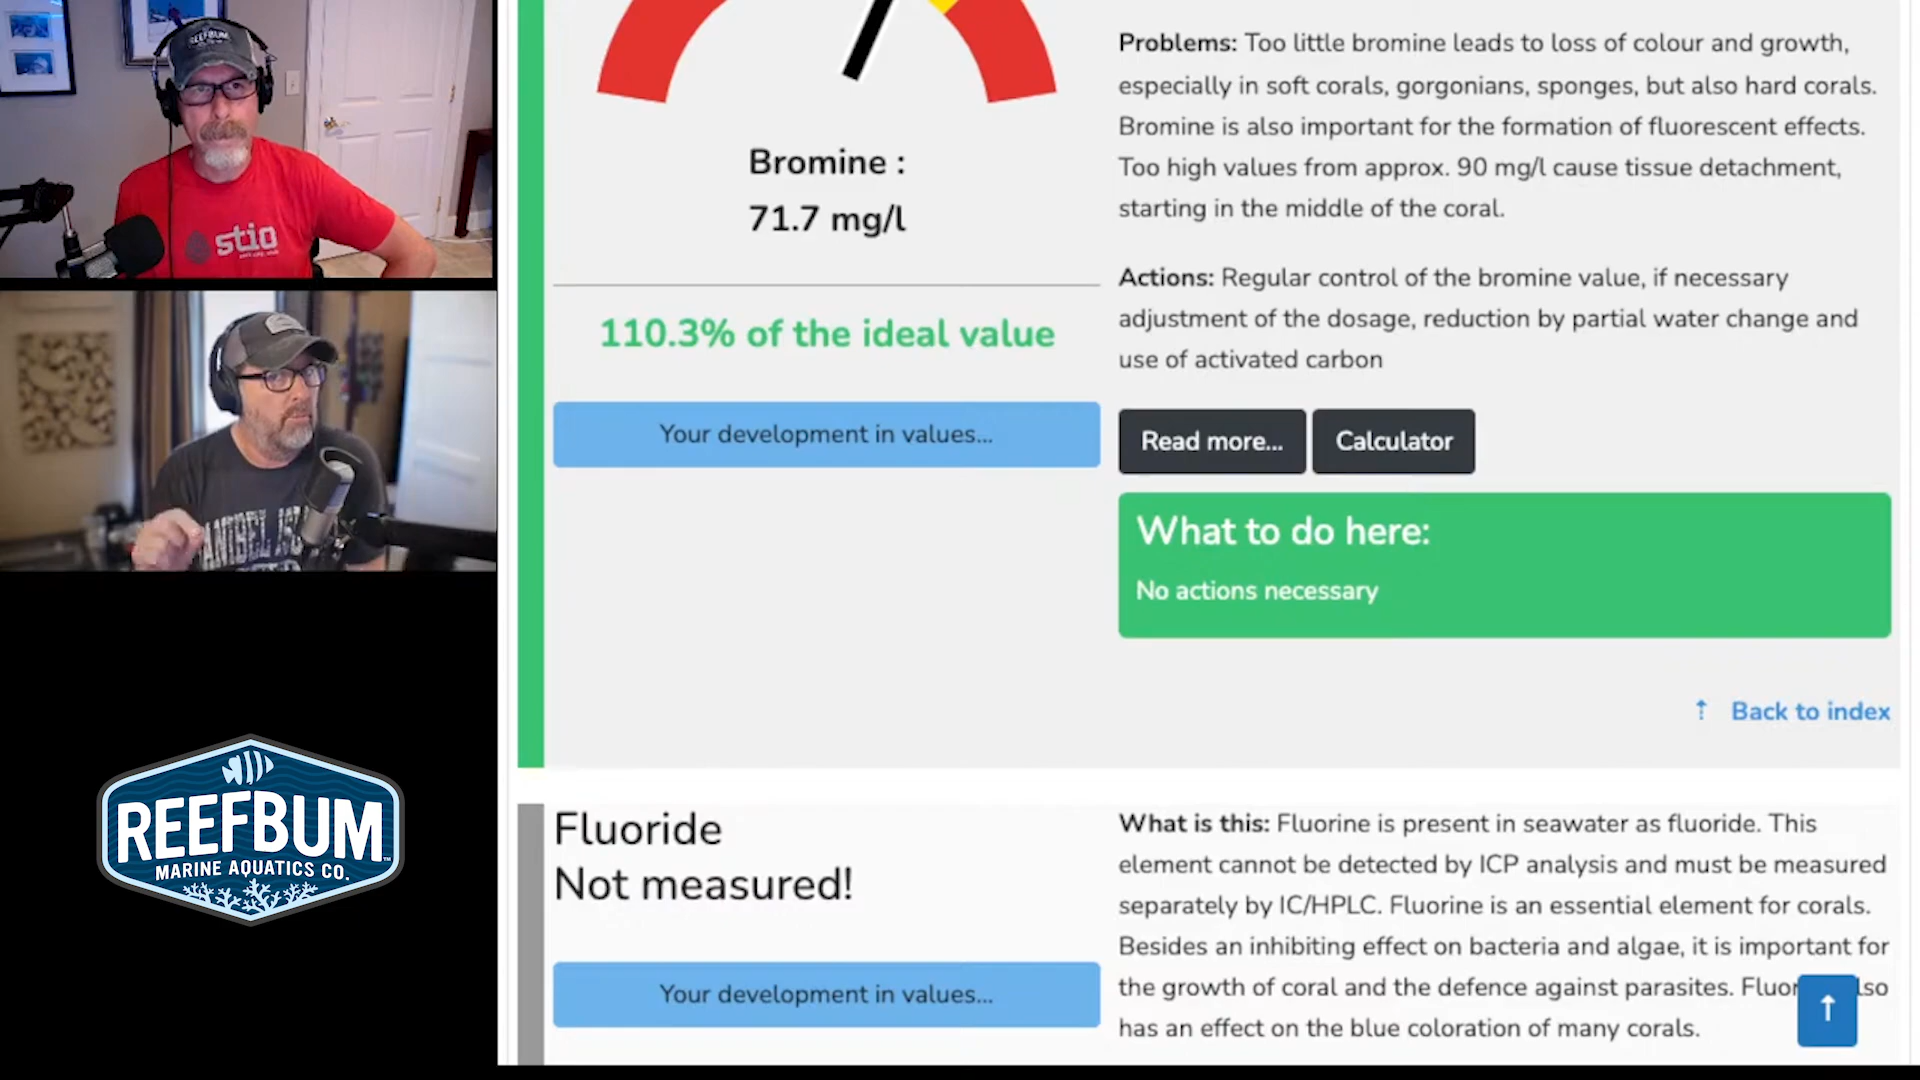 REEFBUM
stio
REEFBUM
MARINE AQUATICS CO.
Bromine :
71.7 mg/l
110.3% of the ideal value
Your development in values...
Problems: Too little bromine leads to loss of colour and growth,
especially in soft corals, gorgonians, sponges, but also hard corals.
Bromine is also important for the formation of fluorescent effects.
Too high values from approx. 90 mg/l cause tissue detachment,
starting in the middle of the coral.
Actions: Regular control of the bromine value, if necessary
adjustment of the dosage, reduction by partial water change and
use of activated carbon
Read more...
Calculator
What to do here:
No actions necessary
↑ Back to index
Fluoride
Not measured!
Your development in values...
What is this: Fluorine is present in seawater as fluoride. This
element cannot be detected by ICP analysis and must be measured
separately by IC/HPLC. Fluorine is an essential element for corals.
Besides an inhibiting effect on bacteria and algae, it is important for
the growth of coral and the defence against parasites. Fluor lso
has an effect on the blue coloration of many corals.